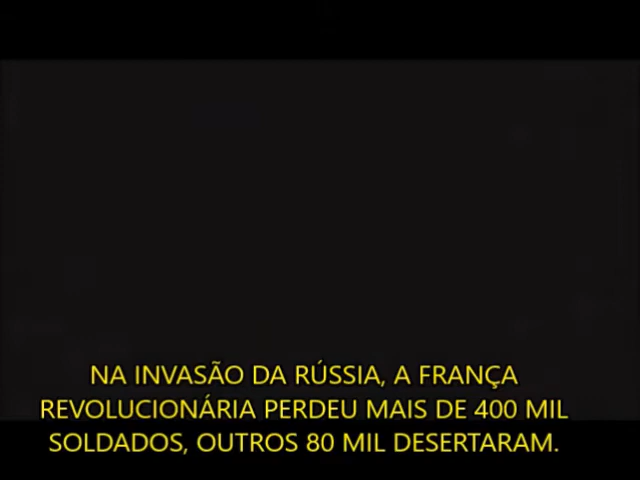 NA INVASÃO DA RÚSSIA, A FRANÇA
REVOLUCIONÁRIA PERDEU MAIS DE 400 MIL
SOLDADOS, OUTROS 80 MIL DESERTARAM.